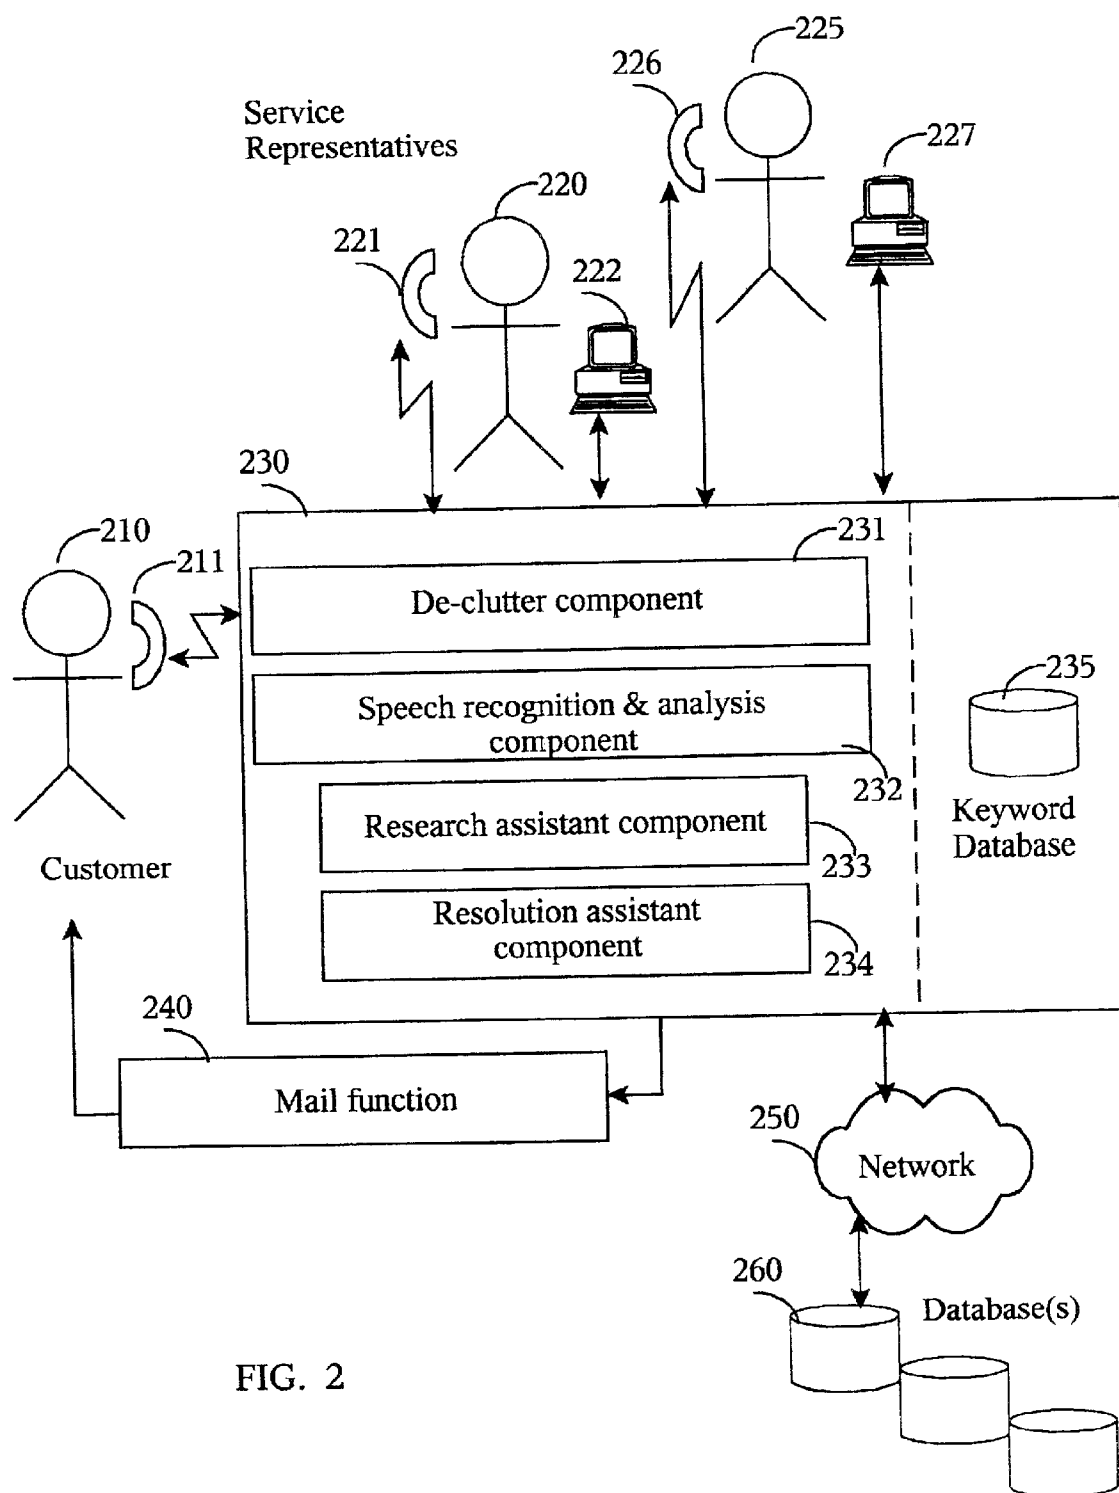 225
226
Service
Representatives
227
220
221
222
230
231
210
211
De-clutter component
235
Speech recognition & analysis
component
232
Keyword
Database
Research assistant component
233
Customer
Resolution assistant
component
234
240
Mail function
250
Network
260
Database(s)
FIG. 2